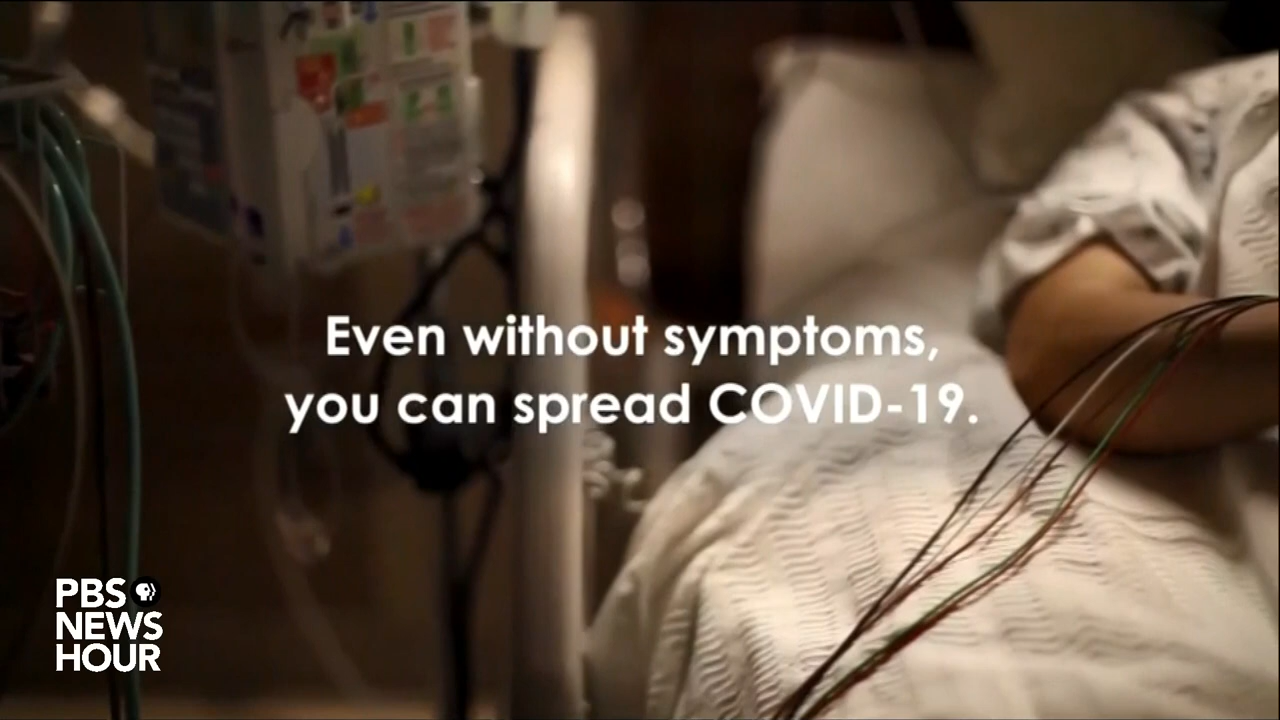 Even without symptoms,
you can spread COVID-19.
PBS
NEWS
HOUR